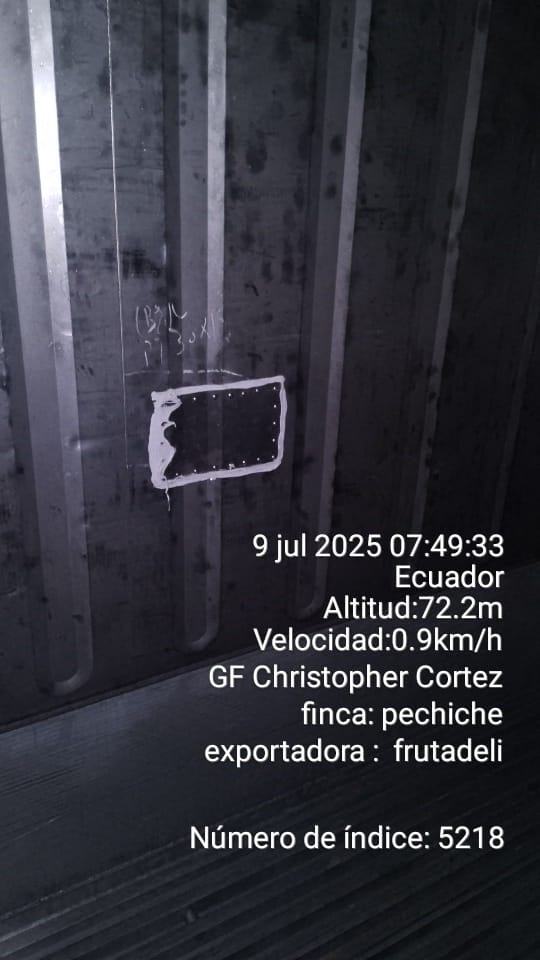 9 jul 2025 07:49:33
Ecuador
Altitud:72.2m
Velocidad:0.9km/h
GF Christopher Cortez
finca: pechiche
exportadora : frutadeli
Número de índice: 5218